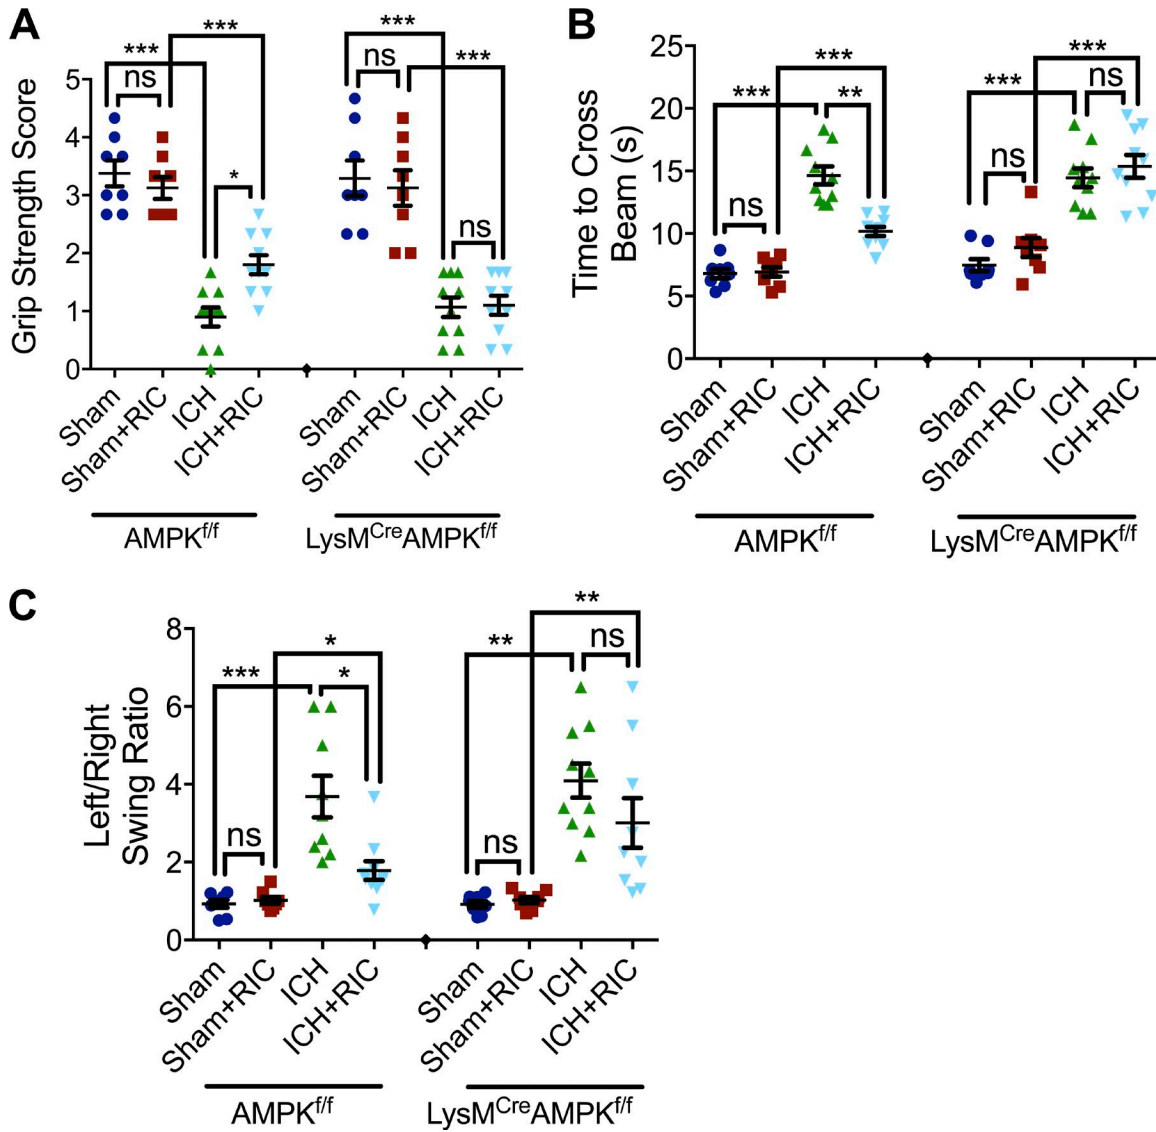 A
***
***
***
ns
ns
***
5
4
3
2
1
0
Grip Strength Score
*
ns
Sham
Sham+RIC
ICH
ICH+RIC
Sham
Sham+RIC
ICH
ICH+RIC
AMPKf/f
LysMCreAMPKf/f
B
25
20
15
10
5
0
Time to Cross
Beam (s)
***
***
**
ns
***
***
ns
ns
Sham
Sham+RIC
ICH
ICH+RIC
Sham
Sham+RIC
ICH
ICH+RIC
AMPKf/f
LysMCreAMPKf/f
C
8
6
4
2
0
Left/Right
Swing Ratio
*
***
*
ns
**
**
ns
ns
Sham
Sham+RIC
ICH
ICH+RIC
Sham
Sham+RIC
ICH
ICH+RIC
AMPKf/f
LysMCreAMPKf/f